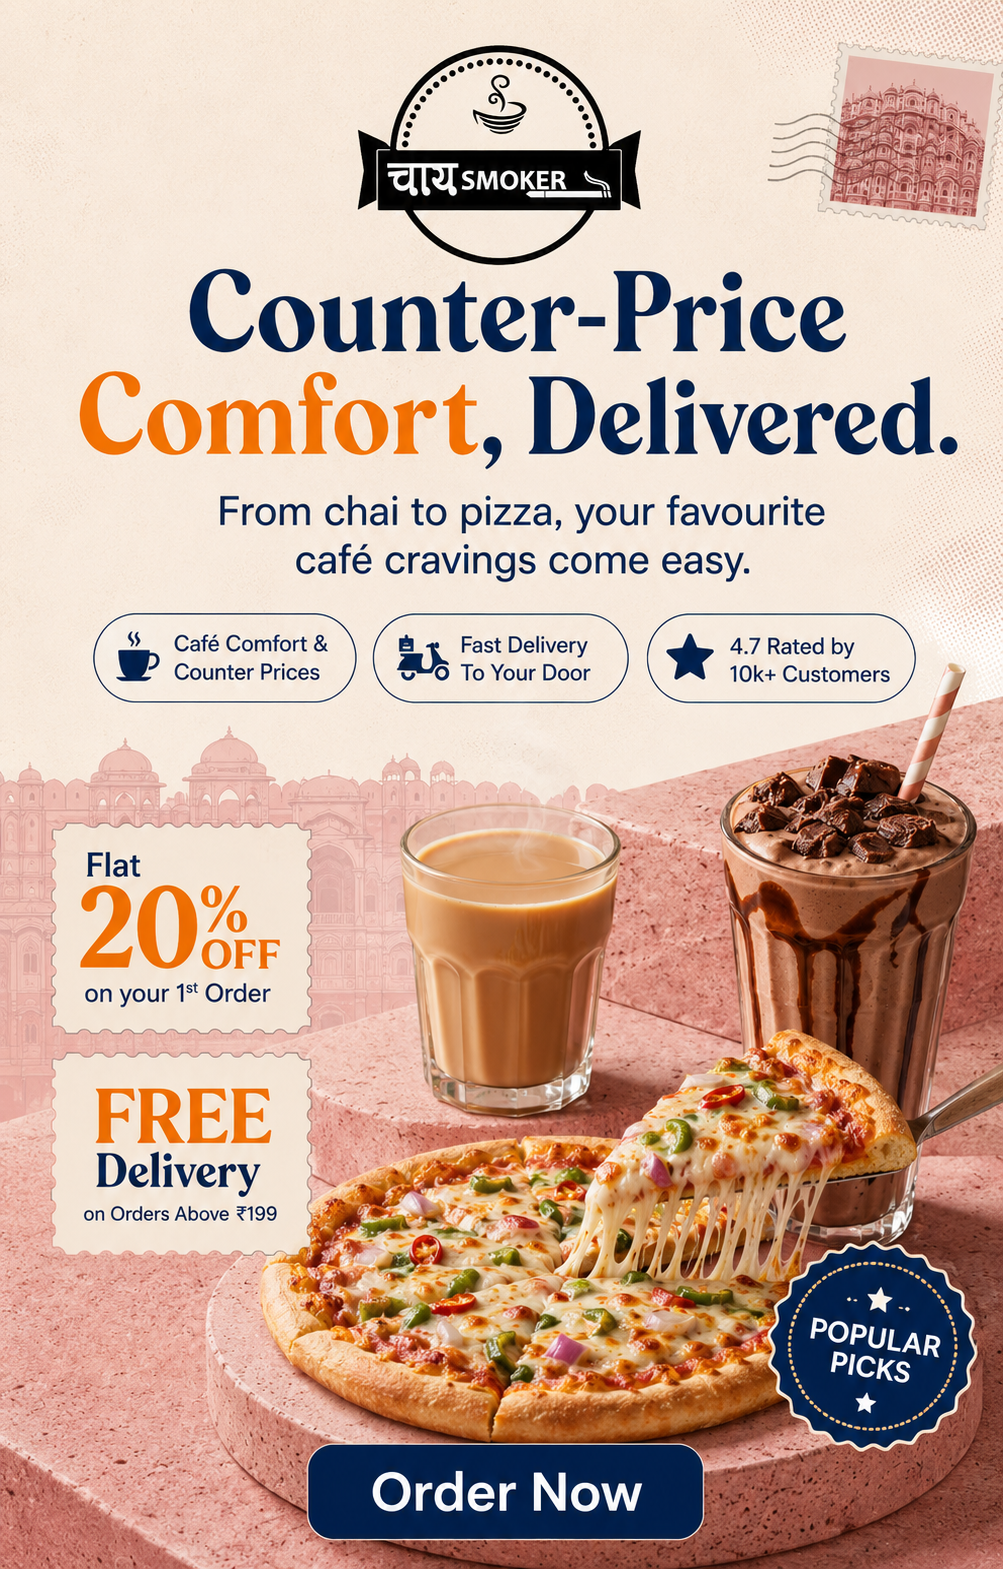 चाय SMOKER
Counter-Price
Comfort, Delivered.
From chai to pizza, your favourite
café cravings come easy.
Café Comfort &
Counter Prices
Fast Delivery
To Your Door
4.7 Rated by
10k+ Customers
Flat
20% OFF
on your 1st Order
FREE
Delivery
on Orders Above ₹199
POPULAR
PICKS
Order Now